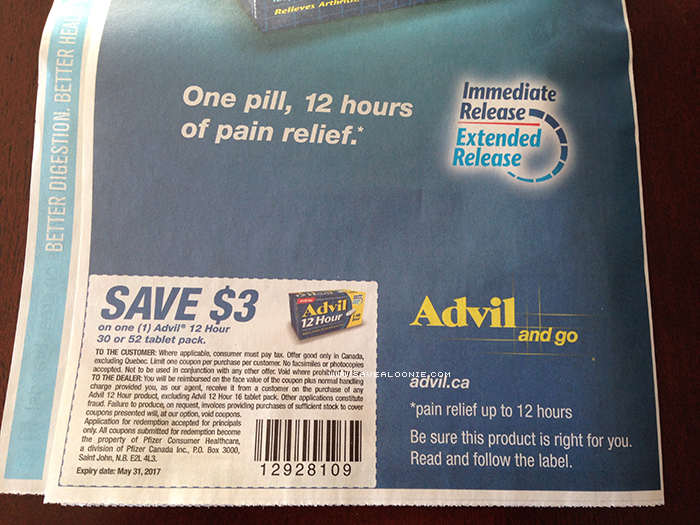 Relieves Arthritis
BETTER DIGESTION. BETTER HEAL
One pill, 12 hours
of pain relief.*
Immediate
Release
Extended
Release
SAVE $3
on one (1) Advil® 12 Hour
30 or 52 tablet pack.
Advil
12 Hour
TO THE CUSTOMER: Where applicable, consumer must pay tax. Offer good only in Canada,
excluding Quebec. Limit one coupon per purchase per customer. No facsimiles or photocopies
accepted. Not to be used in conjunction with any other offer. Void where prohibited
TO THE DEALER: You will be reimbursed on the face value of the coupon plus normal handling
charge provided you, as our agent, receive it from a customer on the purchase of any
Advil 12 Hour product, excluding Advil 12 Hour 16 tablet pack. Other applications constitute
fraud. Failure to produce, on request, invoices providing purchases of sufficient stock to cover
coupons presented will, at our option, void coupons.
Application for redemption accepted for principals
only. All coupons submitted for redemption become
the property of Pfizer Consumer Healthcare,
a division of Pfizer Canada Inc., P.O. Box 3000,
Saint John, N.B. E2L 4L3.
Expiry date: May 31, 2017
12928109
SAVEALOONIE.COM
Advil
and go
advil.ca
*pain relief up to 12 hours
Be sure this product is right for you.
Read and follow the label.